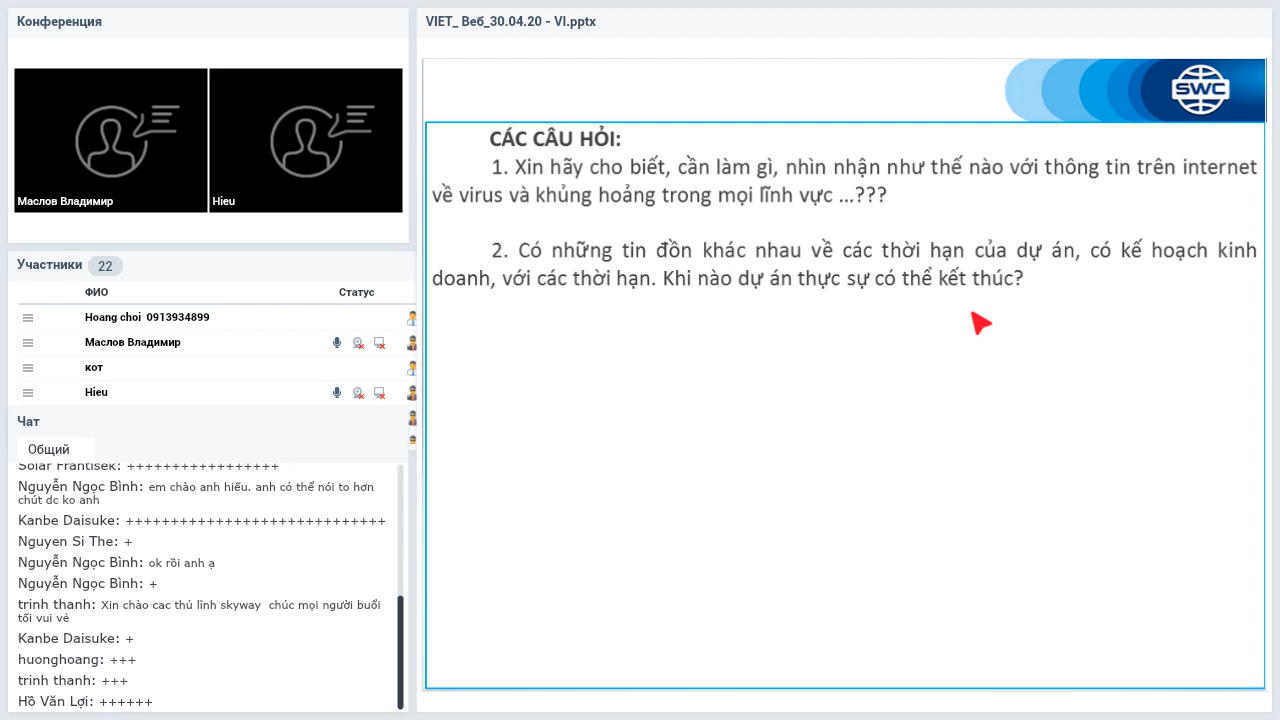 Конференция
Маслов Владимир
Hieu
Участники 22
ФИО Статус
Hoang choi 0913934899
Маслов Владимир
кот
Hieu
Чат
Общий
Solar Frantisek: +++++++++++++++++
Nguyễn Ngọc Bình: em chào anh hiếu. anh có thể nói to hơn
chút dc ko anh
Kanbe Daisuke: +++++++++++++++++++++++++++++
Nguyen Si The: +
Nguyễn Ngọc Bình: ok rồi anh ạ
Nguyễn Ngọc Bình: +
trinh thanh: Xin chào cac thủ lĩnh skyway chúc mọi người buổi
tối vui vẻ
Kanbe Daisuke: +
huonghoang: +++
trinh thanh: +++
Hồ Văn Lợi: ++++++
VIET_ Веб_30.04.20 - VI.pptx
SWC
CÁC CÂU HỎI:
1. Xin hãy cho biết, cần làm gì, nhìn nhận như thế nào với thông tin trên internet
về virus và khủng hoảng trong mọi lĩnh vực ...???
2. Có những tin đồn khác nhau về các thời hạn của dự án, có kế hoạch kinh
doanh, với các thời hạn. Khi nào dự án thực sự có thể kết thúc?